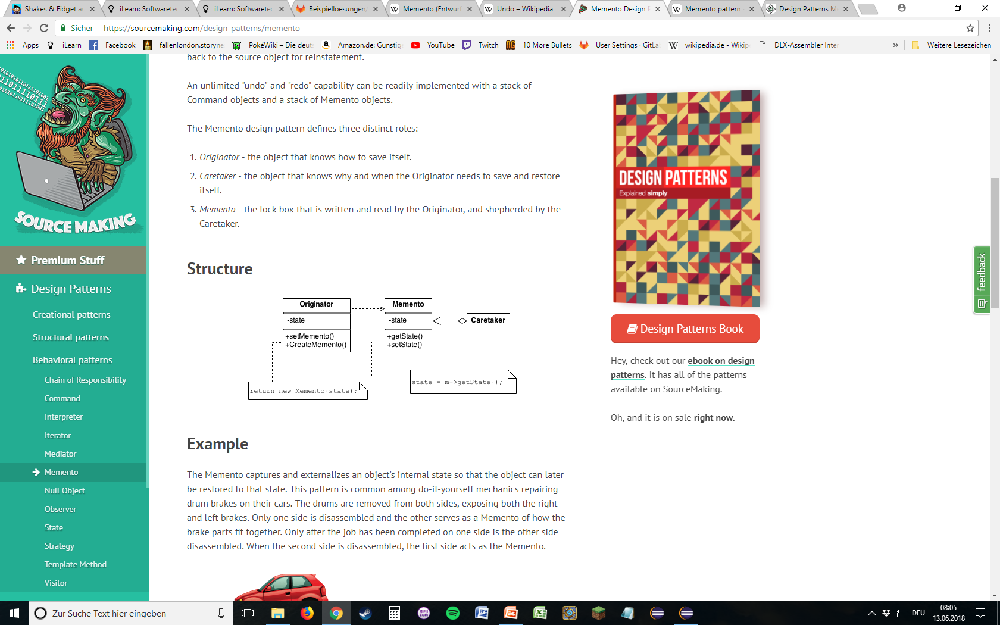 Shakes & Fidget au
iLearn: Softwaretec
iLearn: Softwaretec
Beispielloesungen
Memento (Entwurf
Undo – Wikipedia
Memento Design P
Memento pattern
Design Patterns M
Sicher
https://sourcemaking.com/design_patterns/memento
Apps
iLearn
Facebook
fallenlondon.storyne
PokéWiki – Die deut
Amazon.de: Günstig
YouTube
Twitch
10 More Bullets
User Settings · GitLa
wikipedia.de - Wikip
DLX-Assembler Inter
»
Weitere Lesezeichen
SOURCE MAKING
Premium Stuff
Design Patterns
Creational patterns
Structural patterns
Behavioral patterns
Chain of Responsibility
Command
Interpreter
Iterator
Mediator
Memento
Null Object
Observer
State
Strategy
Template Method
Visitor
back to the source object for reinstatement.
An unlimited "undo" and "redo" capability can be readily implemented with a stack of
Command objects and a stack of Memento objects.
The Memento design pattern defines three distinct roles:
1. Originator - the object that knows how to save itself.
2. Caretaker - the object that knows why and when the Originator needs to save and restore
itself.
3. Memento - the lock box that is written and read by the Originator, and shepherded by the
Caretaker.
Structure
Originator
-state
+setMemento()
+CreateMemento()
Memento
-state
+getState()
+setState()
Caretaker
return new Memento state);
state = m->getState );
Example
The Memento captures and externalizes an object's internal state so that the object can later
be restored to that state. This pattern is common among do-it-yourself mechanics repairing
drum brakes on their cars. The drums are removed from both sides, exposing both the right
and left brakes. Only one side is disassembled and the other serves as a Memento of how the
brake parts fit together. Only after the job has been completed on one side is the other side
disassembled. When the second side is disassembled, the first side acts as the Memento.
DESIGN PATTERNS
Explained simply
Design Patterns Book
Hey, check out our ebook on design
patterns. It has all of the patterns
available on SourceMaking.
Oh, and it is on sale right now.
feedback
Zur Suche Text hier eingeben
DEU
08:05
13.06.2018